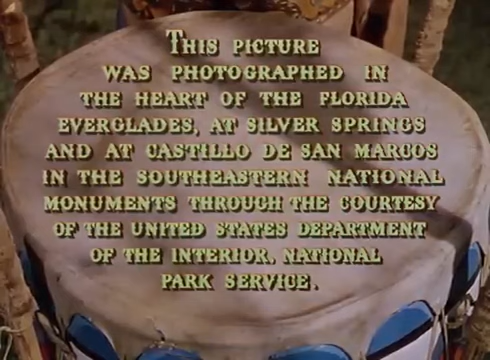 THIS PICTURE
WAS PHOTOGRAPHED IN
THE HEART OF THE FLORIDA
EVERGLADES, AT SILVER SPRINGS
AND AT CASTILLO DE SAN MARCOS
IN THE SOUTHEASTERN NATIONAL
MONUMENTS THROUGH THE COURTESY
OF THE UNITED STATES DEPARTMENT
OF THE INTERIOR, NATIONAL
PARK SERVICE.